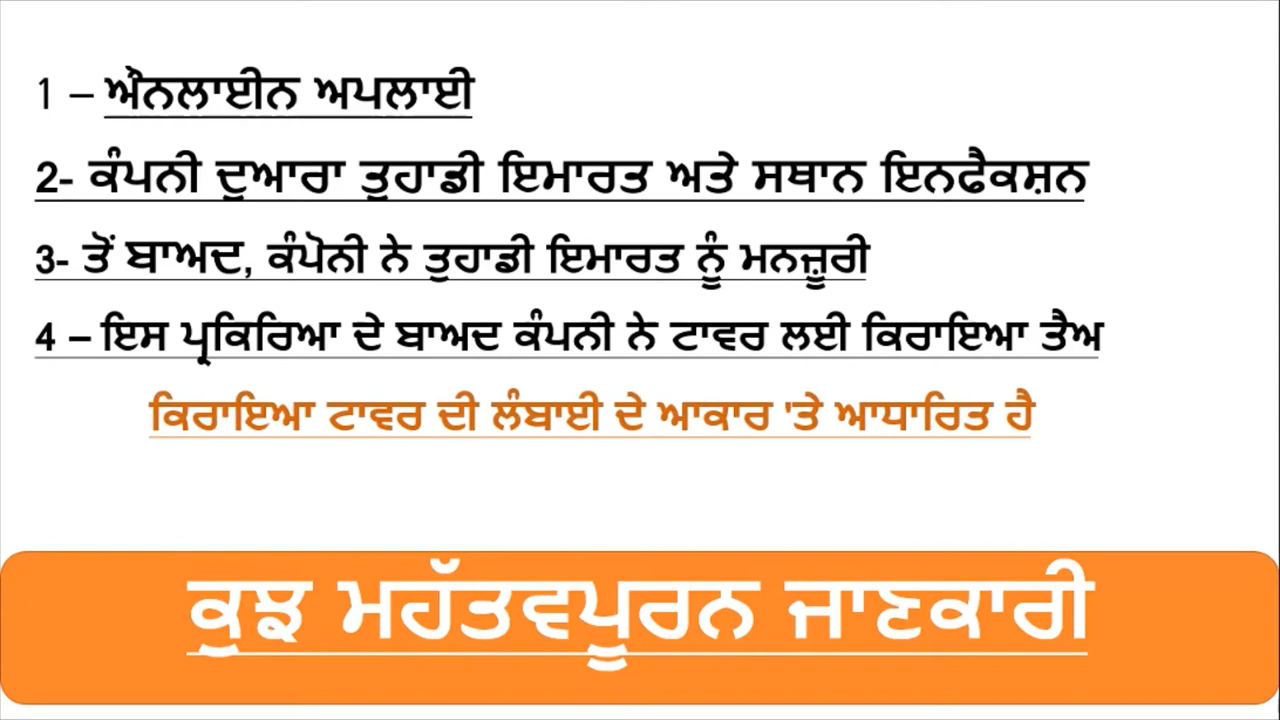 1 – ਔਨਲਾਈਨ ਅਪਲਾਈ
2- ਕੰਪਨੀ ਦੁਆਰਾ ਤੁਹਾਡੀ ਇਮਾਰਤ ਅਤੇ ਸਥਾਨ ਇਨਫੈਕਸ਼ਨ
3- ਤੋਂ ਬਾਅਦ, ਕੰਪੋਨੀ ਨੇ ਤੁਹਾਡੀ ਇਮਾਰਤ ਨੂੰ ਮਨਜ਼ੂਰੀ
4 – ਇਸ ਪ੍ਰਕਿਰਿਆ ਦੇ ਬਾਅਦ ਕੰਪਨੀ ਨੇ ਟਾਵਰ ਲਈ ਕਿਰਾਇਆ ਤੈਅ
ਕਿਰਾਇਆ ਟਾਵਰ ਦੀ ਲੰਬਾਈ ਦੇ ਆਕਾਰ 'ਤੇ ਆਧਾਰਿਤ ਹੈ
ਕੁਝ ਮਹੱਤਵਪੂਰਨ ਜਾਣਕਾਰੀ